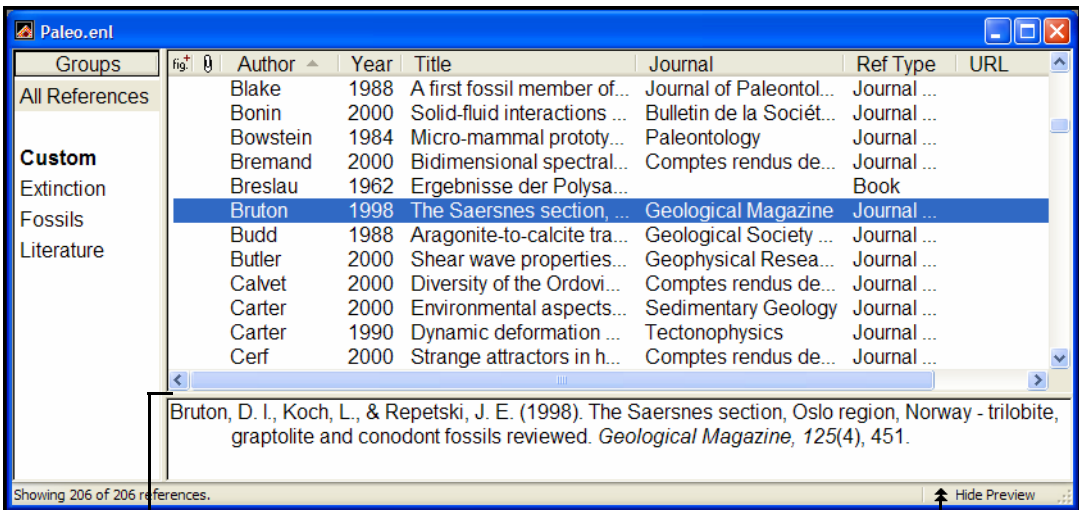 Paleo.enl
Groups fig. Author Year Title Journal Ref Type URL
All References
Custom
Extinction
Fossils
Literature
Blake 1988 A first fossil member of... Journal of Paleontol... Journal ...
Bonin 2000 Solid-fluid interactions ... Bulletin de la Sociét... Journal ...
Bowstein 1984 Micro-mammal prototy... Paleontology Journal ...
Bremand 2000 Bidimensional spectral... Comptes rendus de... Journal ...
Breslau 1962 Ergebnisse der Polysa... Book
Bruton 1998 The Saersnes section, ... Geological Magazine Journal ...
Budd 1988 Aragonite-to-calcite tra... Geological Society ... Journal ...
Butler 2000 Shear wave properties... Geophysical Resea... Journal ...
Calvet 2000 Diversity of the Ordovi... Comptes rendus de... Journal ...
Carter 2000 Environmental aspects... Sedimentary Geology Journal ...
Carter 1990 Dynamic deformation ... Tectonophysics Journal ...
Cerf 2000 Strange attractors in h... Comptes rendus de... Journal ...
Bruton, D. l., Koch, L., & Repetski, J. E. (1998). The Saersnes section, Oslo region, Norway - trilobite,
graptolite and conodont fossils reviewed. Geological Magazine, 125(4), 451.
Showing 206 of 206 references. Hide Preview